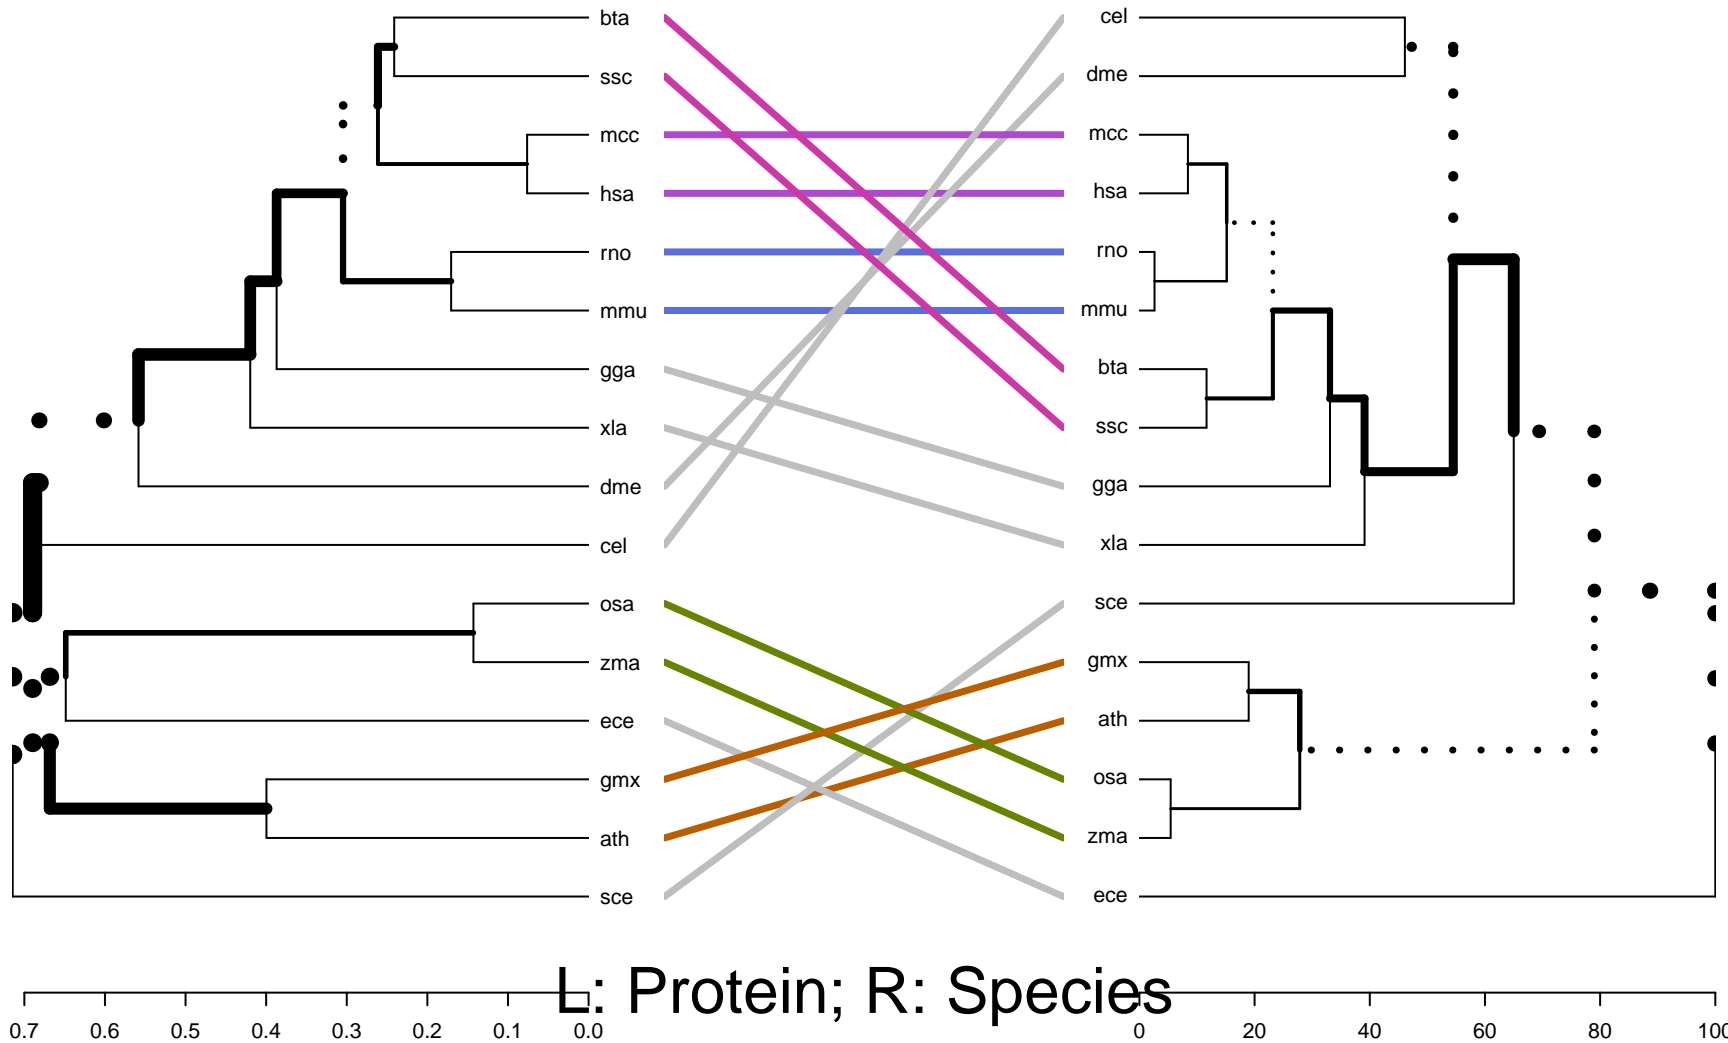 bta cel
ssc dme
mcc mcc
hsa hsa
rno rno
mmu mmu
gga bta
xla ssc
dme gga
cel xla
osa sce
zma gmx
ece ath
gmx osa
ath zma
sce ece
L: Protein; R: Species
0.7 0.6 0.5 0.4 0.3 0.2 0.1 0.0 0 20 40 60 80 100